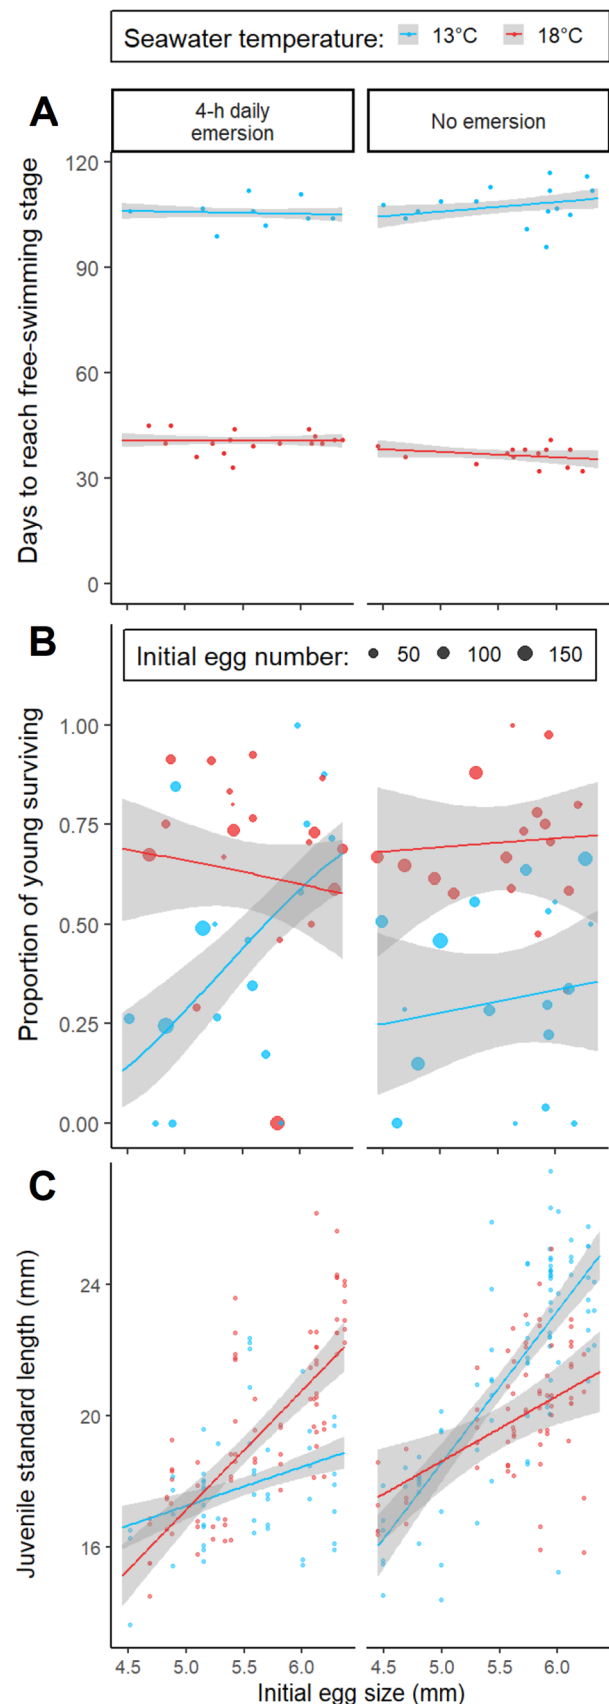 Seawater temperature: 13°C 18°C
A
4-h daily
emersion
No emersion
Days to reach free-swimming stage
120
90
60
30
0
B
Initial egg number: 50 100 150
Proportion of young surviving
1.00
0.75
0.50
0.25
0.00
C
Juvenile standard length (mm)
24
20
16
4.5 5.0 5.5 6.0 4.5 5.0 5.5 6.0
Initial egg size (mm)